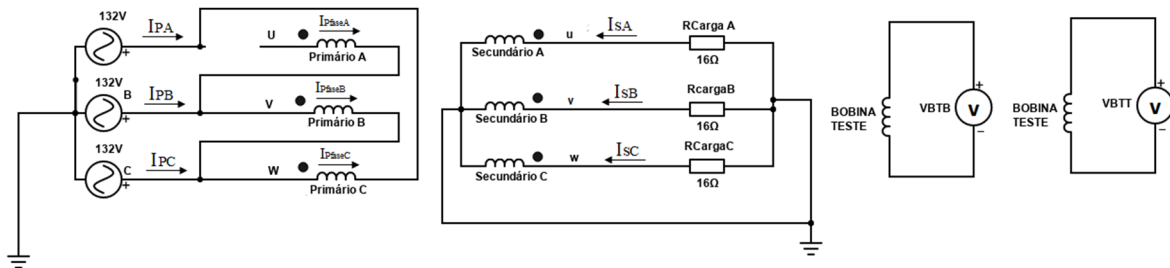 132V
+
IPA
U
IPfaseA
Primário A
132V
B
+
IPB
V
IPfaseB
Primário B
132V
C
+
IPC
W
IPfaseC
Primário C
Secundário A
u
ISA
RCarga A
16Ω
Secundário B
v
ISB
RcargaB
16Ω
Secundário C
w
ISC
RCargaC
16Ω
BOBINA
TESTE
VBTB
+
V
−
BOBINA
TESTE
VBTT
+
V
−